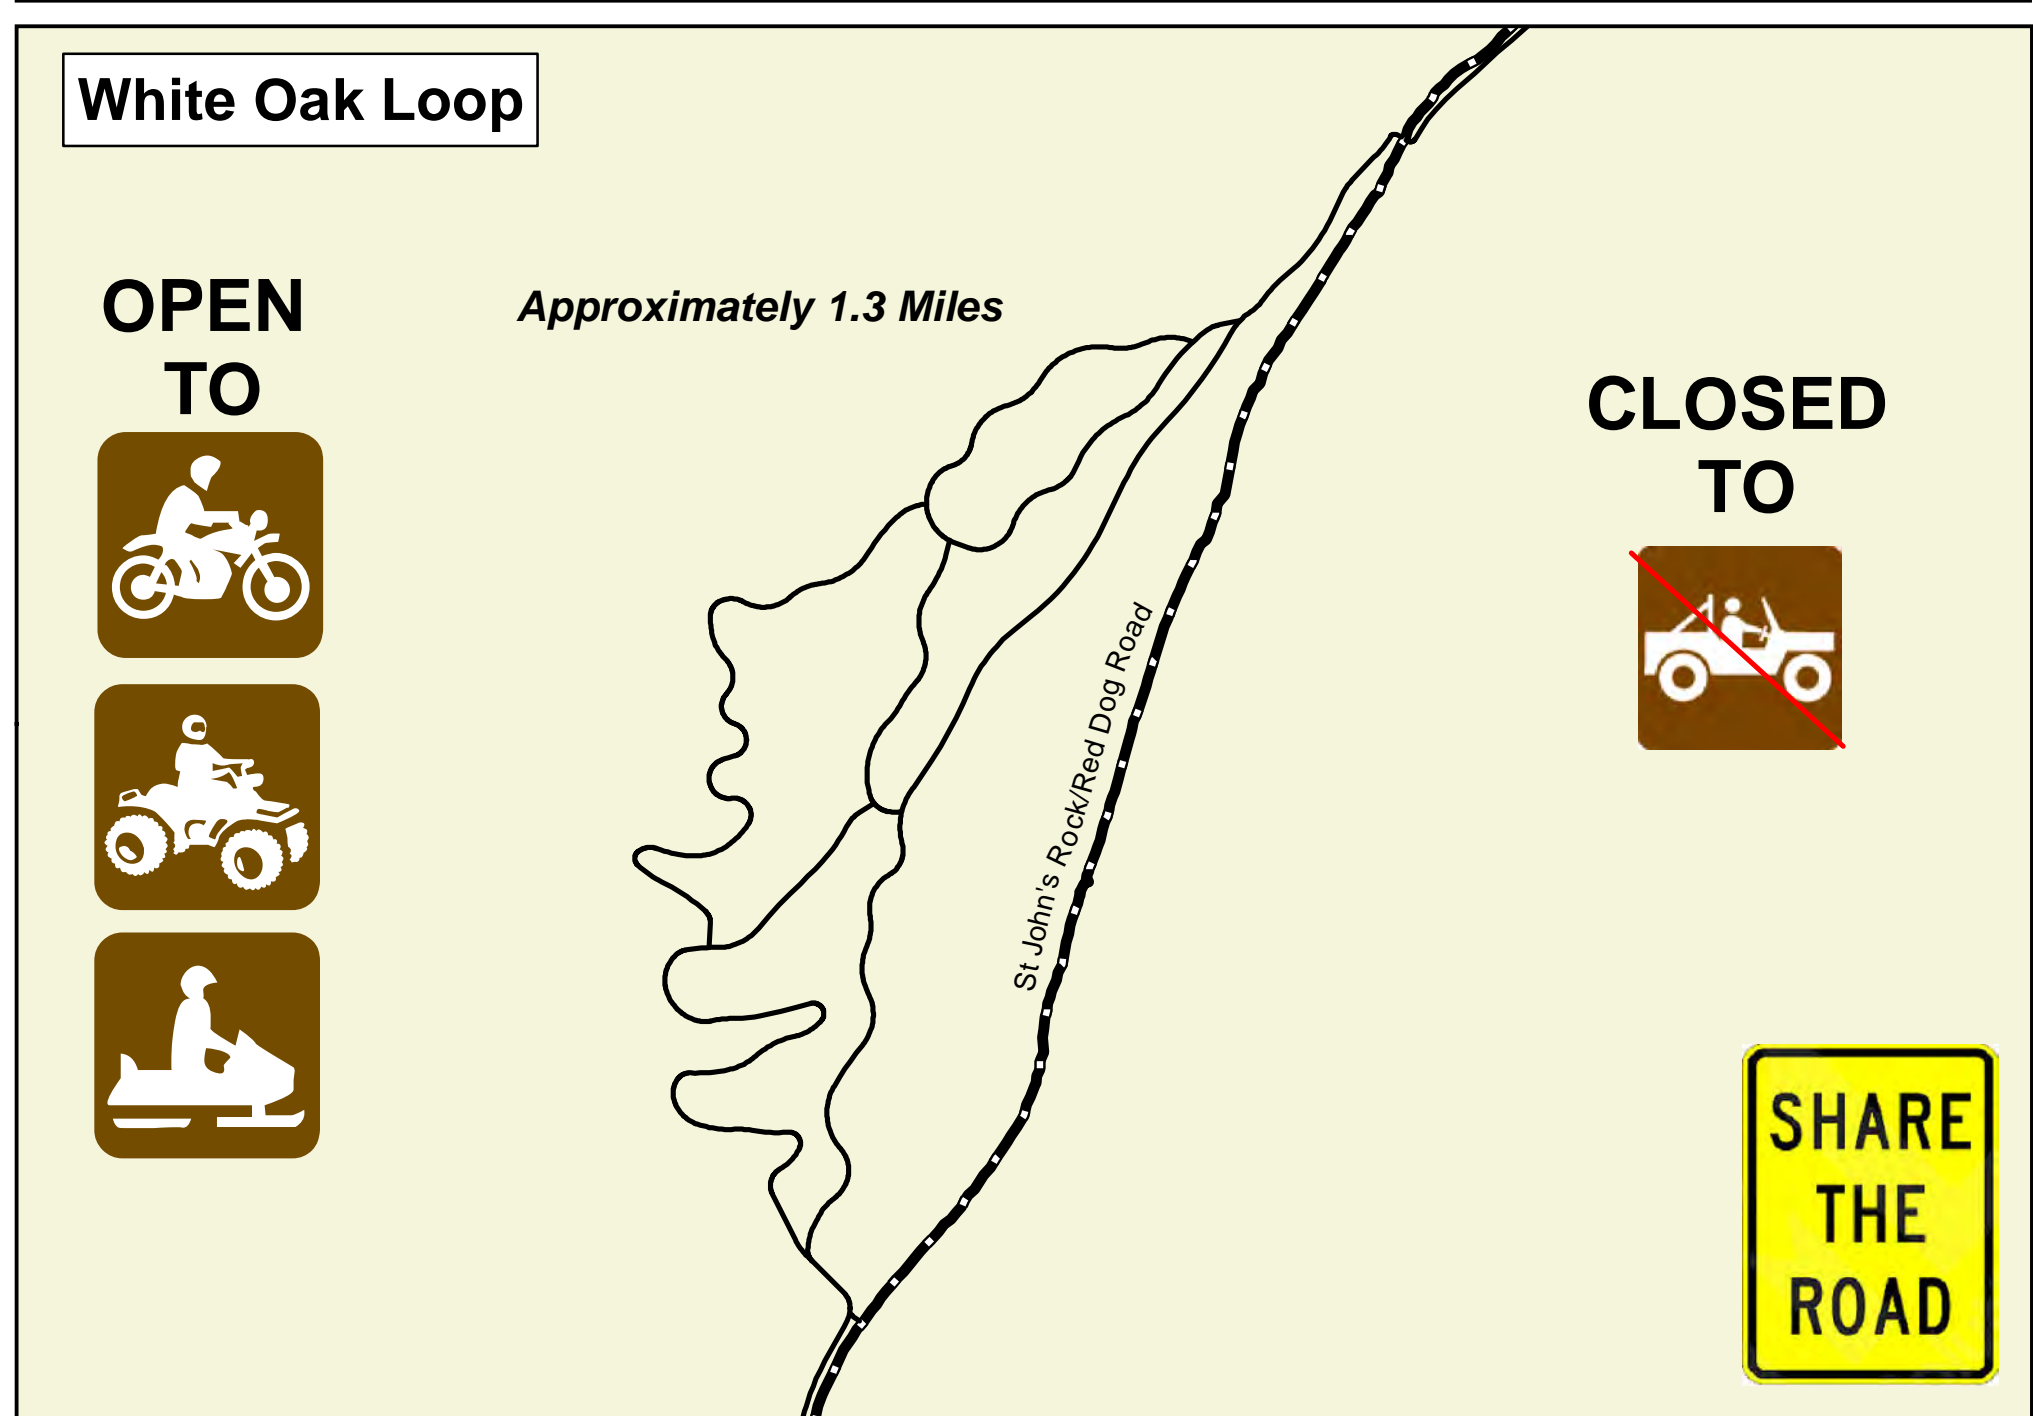 White Oak Loop
OPEN
TO
Approximately 1.3 Miles
CLOSED
TO
St John's Rock/Red Dog Road
SHARE
THE
ROAD